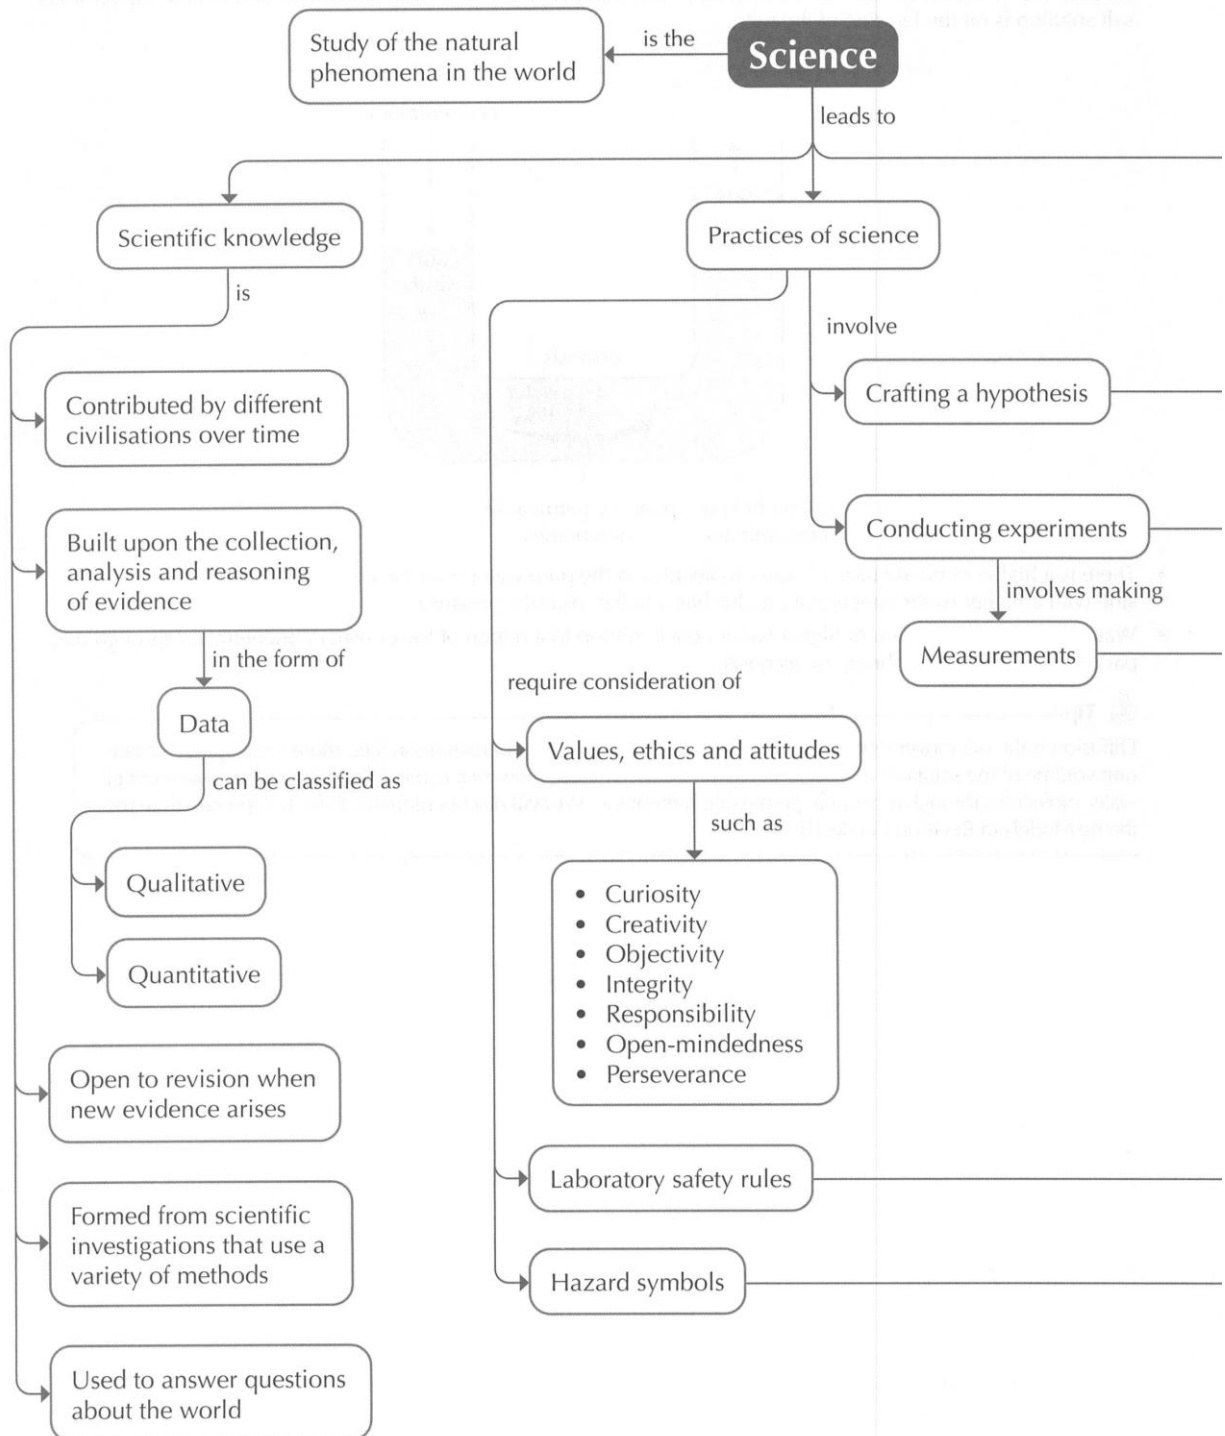 Study of the natural
phenomena in the world
is the
Science
leads to
Scientific knowledge
is
Contributed by different
civilisations over time
Built upon the collection,
analysis and reasoning
of evidence
in the form of
Data
can be classified as
Qualitative
Quantitative
Open to revision when
new evidence arises
Formed from scientific
investigations that use a
variety of methods
Used to answer questions
about the world
Practices of science
involve
Crafting a hypothesis
Conducting experiments
involves making
Measurements
require consideration of
Values, ethics and attitudes
such as
• Curiosity
• Creativity
• Objectivity
• Integrity
• Responsibility
• Open-mindedness
• Perseverance
Laboratory safety rules
Hazard symbols